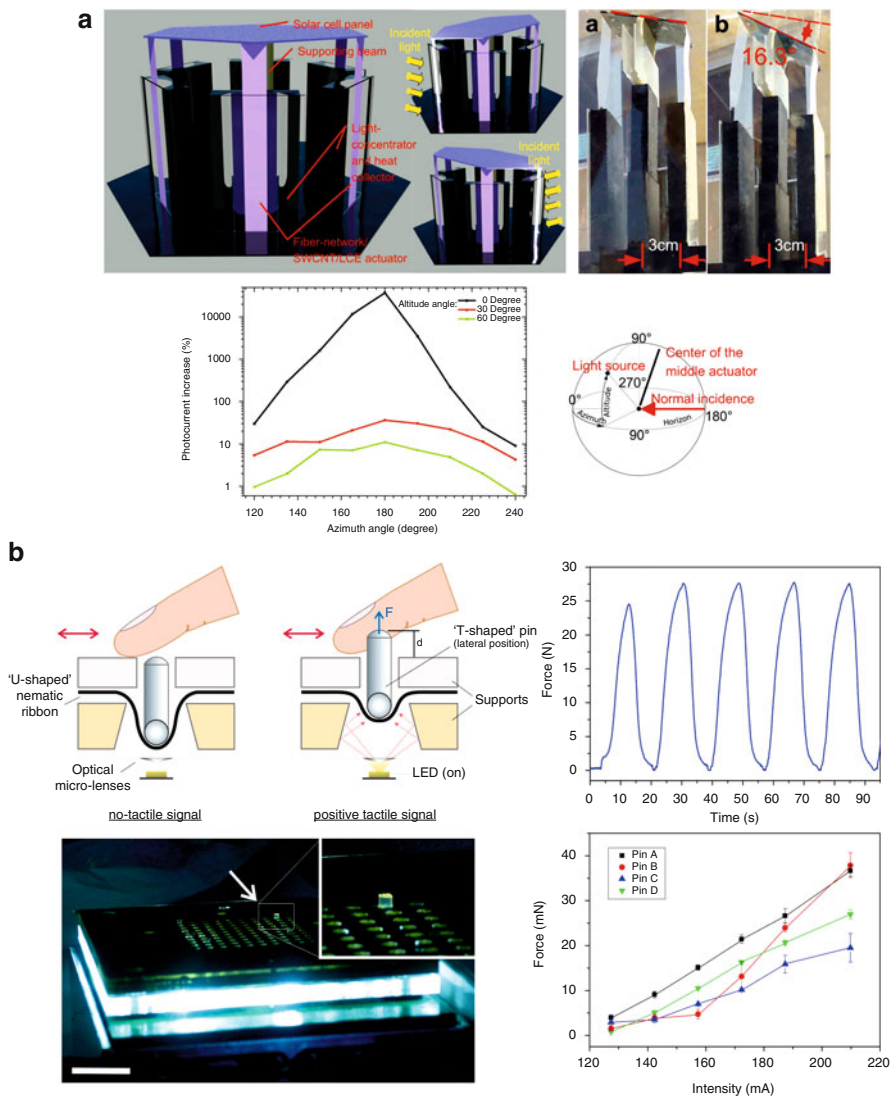 a
Solar cell panel
Supporting beam
Incident
light
Light-
concentrator
and heat
collector
Fiber-network/
SWCNT/LCE actuator
Incident
light
a
3cm
b
16.3°
3cm
Photocurrent increase (%)
10000
1000
100
10
1
Altitude angle:
0 Degree
30 Degree
60 Degree
120
140
160
180
200
220
240
Azimuth angle (degree)
90°
Light source
Center of the
middle actuator
270°
0°
Altitude
Normal incidence
180°
Azimuth
Horizon
90°
b
'U-shaped'
nematic
ribbon
Optical
micro-lenses
no-tactile signal
F
d
'T-shaped' pin
(lateral position)
Supports
LED (on)
positive tactile signal
Force (N)
30
25
20
15
10
5
0
0
10
20
30
40
50
60
70
80
90
Time (s)
Force (mN)
40
30
20
10
0
Pin A
Pin B
Pin C
Pin D
120
140
160
180
200
220
Intensity (mA)